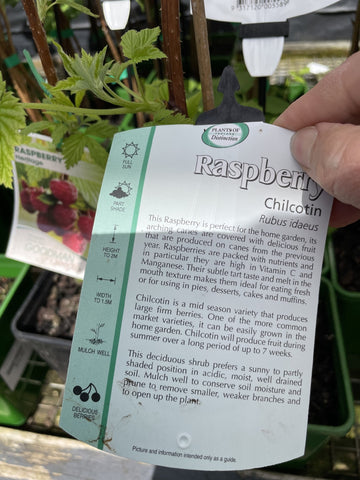 9 317120 005589
CHILCOTIN
PLANTS OF
Distinction
Raspberry
Chilcotin
Rubus idaeus
RASPBERRY
Heritage
FULL
SUN
PART
SHADE
HEIGHT
TO 2M
WIDTH
TO 1.5M
MULCH WELL
DELICIOUS
BERRIES
This Raspberry is perfect for the home garden, its
arching canes are covered with delicious fruit
that are produced on canes from the previous
year. Raspberries are packed with nutrients and
in particular they are high in Vitamin C and
Manganese. Their subtle tart taste and melt in the
mouth texture makes them ideal for eating fresh
or for using in pies, desserts, cakes and muffins.
Chilcotin is a mid season variety that produces
large firm berries. One of the more common
market varieties, it can be easily grown in the
home garden. Chilcotin will produce fruit during
summer over a long period of up to 7 weeks.
This deciduous shrub prefers a sunny to partly
shaded position in acidic, moist, well drained
soil. Mulch well to conserve soil moisture and
prune to remove smaller, weaker branches and
to open up the plant.
Picture and information intended only as a guide.